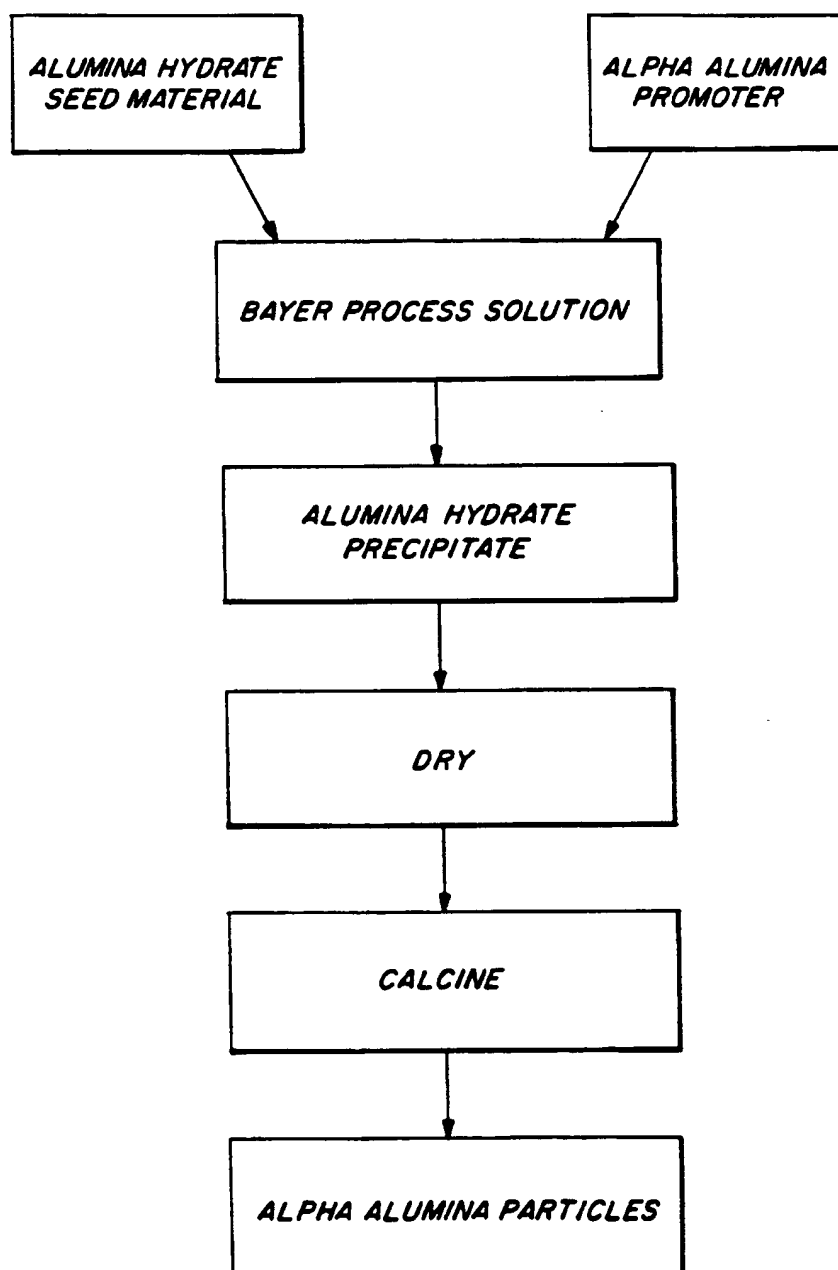 ALUMINA HYDRATE
SEED MATERIAL
ALPHA ALUMINA
PROMOTER
BAYER PROCESS SOLUTION
ALUMINA HYDRATE
PRECIPITATE
DRY
CALCINE
ALPHA ALUMINA PARTICLES